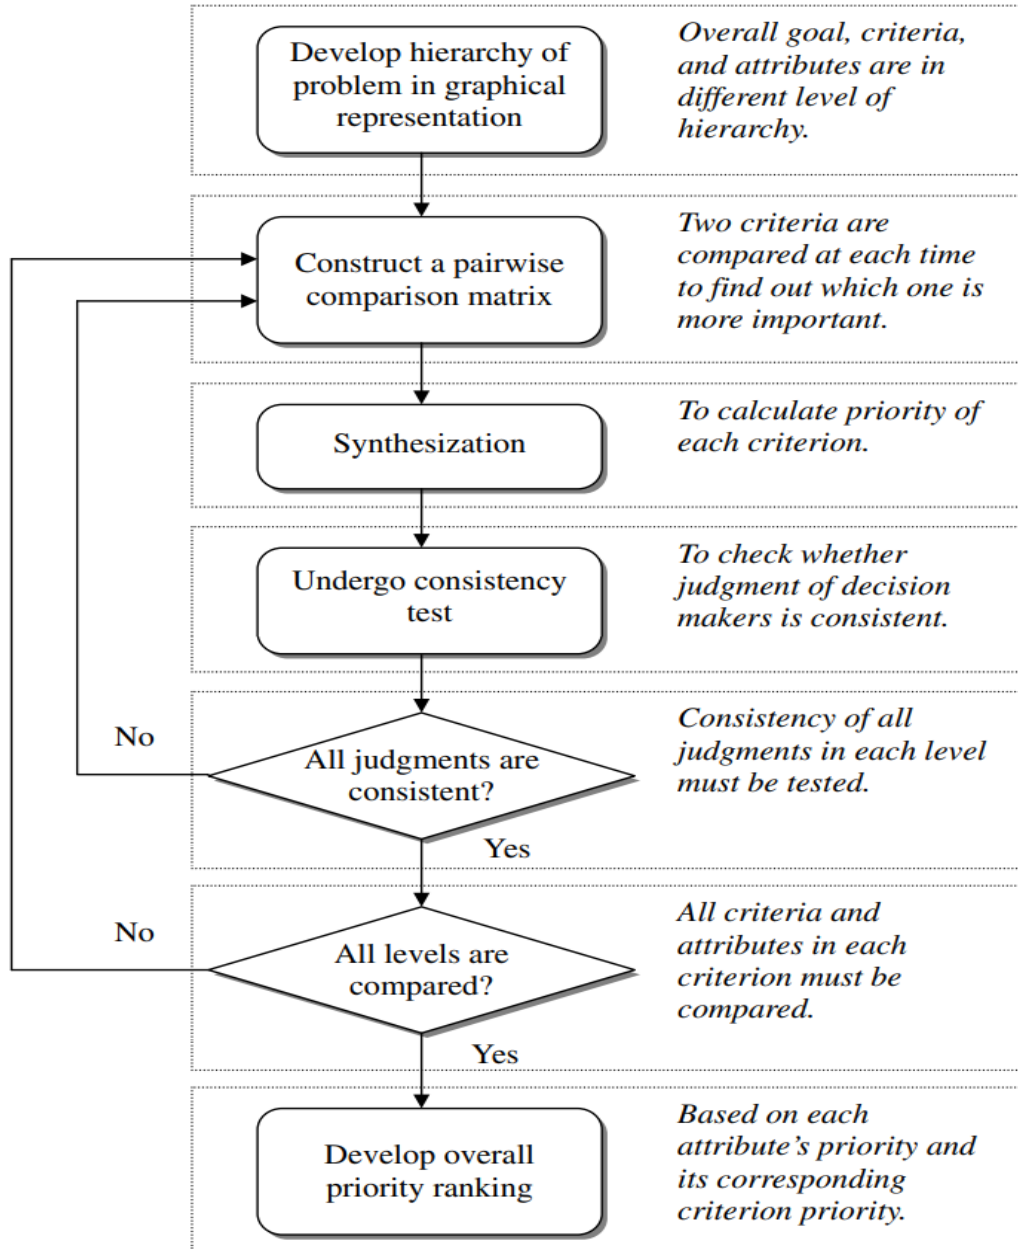 Develop hierarchy of
problem in graphical
representation
Overall goal, criteria,
and attributes are in
different level of
hierarchy.
Construct a pairwise
comparison matrix
Two criteria are
compared at each time
to find out which one is
more important.
Synthesization
To calculate priority of
each criterion.
Undergo consistency
test
To check whether
judgment of decision
makers is consistent.
No
All judgments are
consistent?
Yes
Consistency of all
judgments in each level
must be tested.
No
All levels are
compared?
Yes
All criteria and
attributes in each
criterion must be
compared.
Develop overall
priority ranking
Based on each
attribute’s priority and
its corresponding
criterion priority.